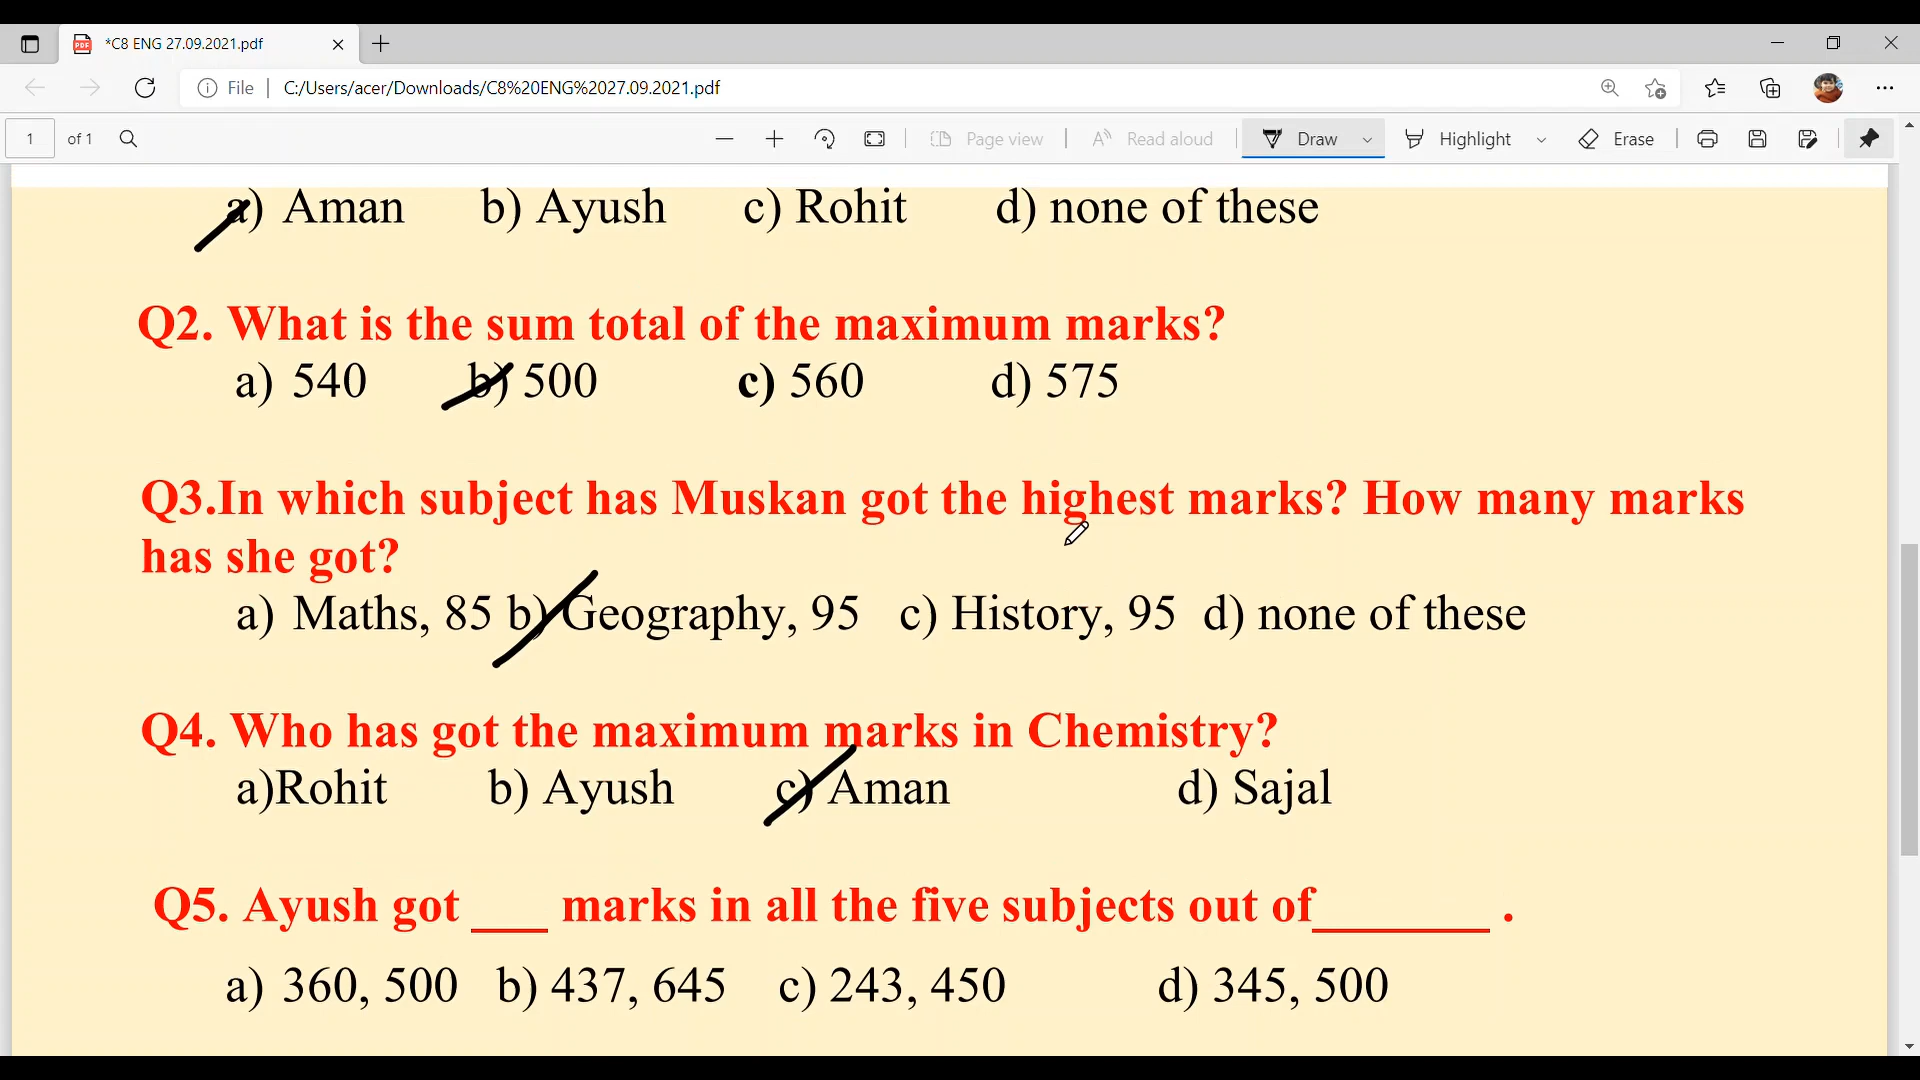 *C8 ENG 27.09.2021.pdf
File C:/Users/acer/Downloads/C8%20ENG%2027.09.2021.pdf
1 of 1 Page view Read aloud Draw Highlight Erase
a) Aman b) Ayush c) Rohit d) none of these
Q2. What is the sum total of the maximum marks?
a) 540 b) 500 c) 560 d) 575
Q3.In which subject has Muskan got the highest marks? How many marks
has she got?
a) Maths, 85 b) Geography, 95 c) History, 95 d) none of these
Q4. Who has got the maximum marks in Chemistry?
a)Rohit b) Ayush c) Aman d) Sajal
Q5. Ayush got ___ marks in all the five subjects out of_______ .
a) 360, 500 b) 437, 645 c) 243, 450 d) 345, 500